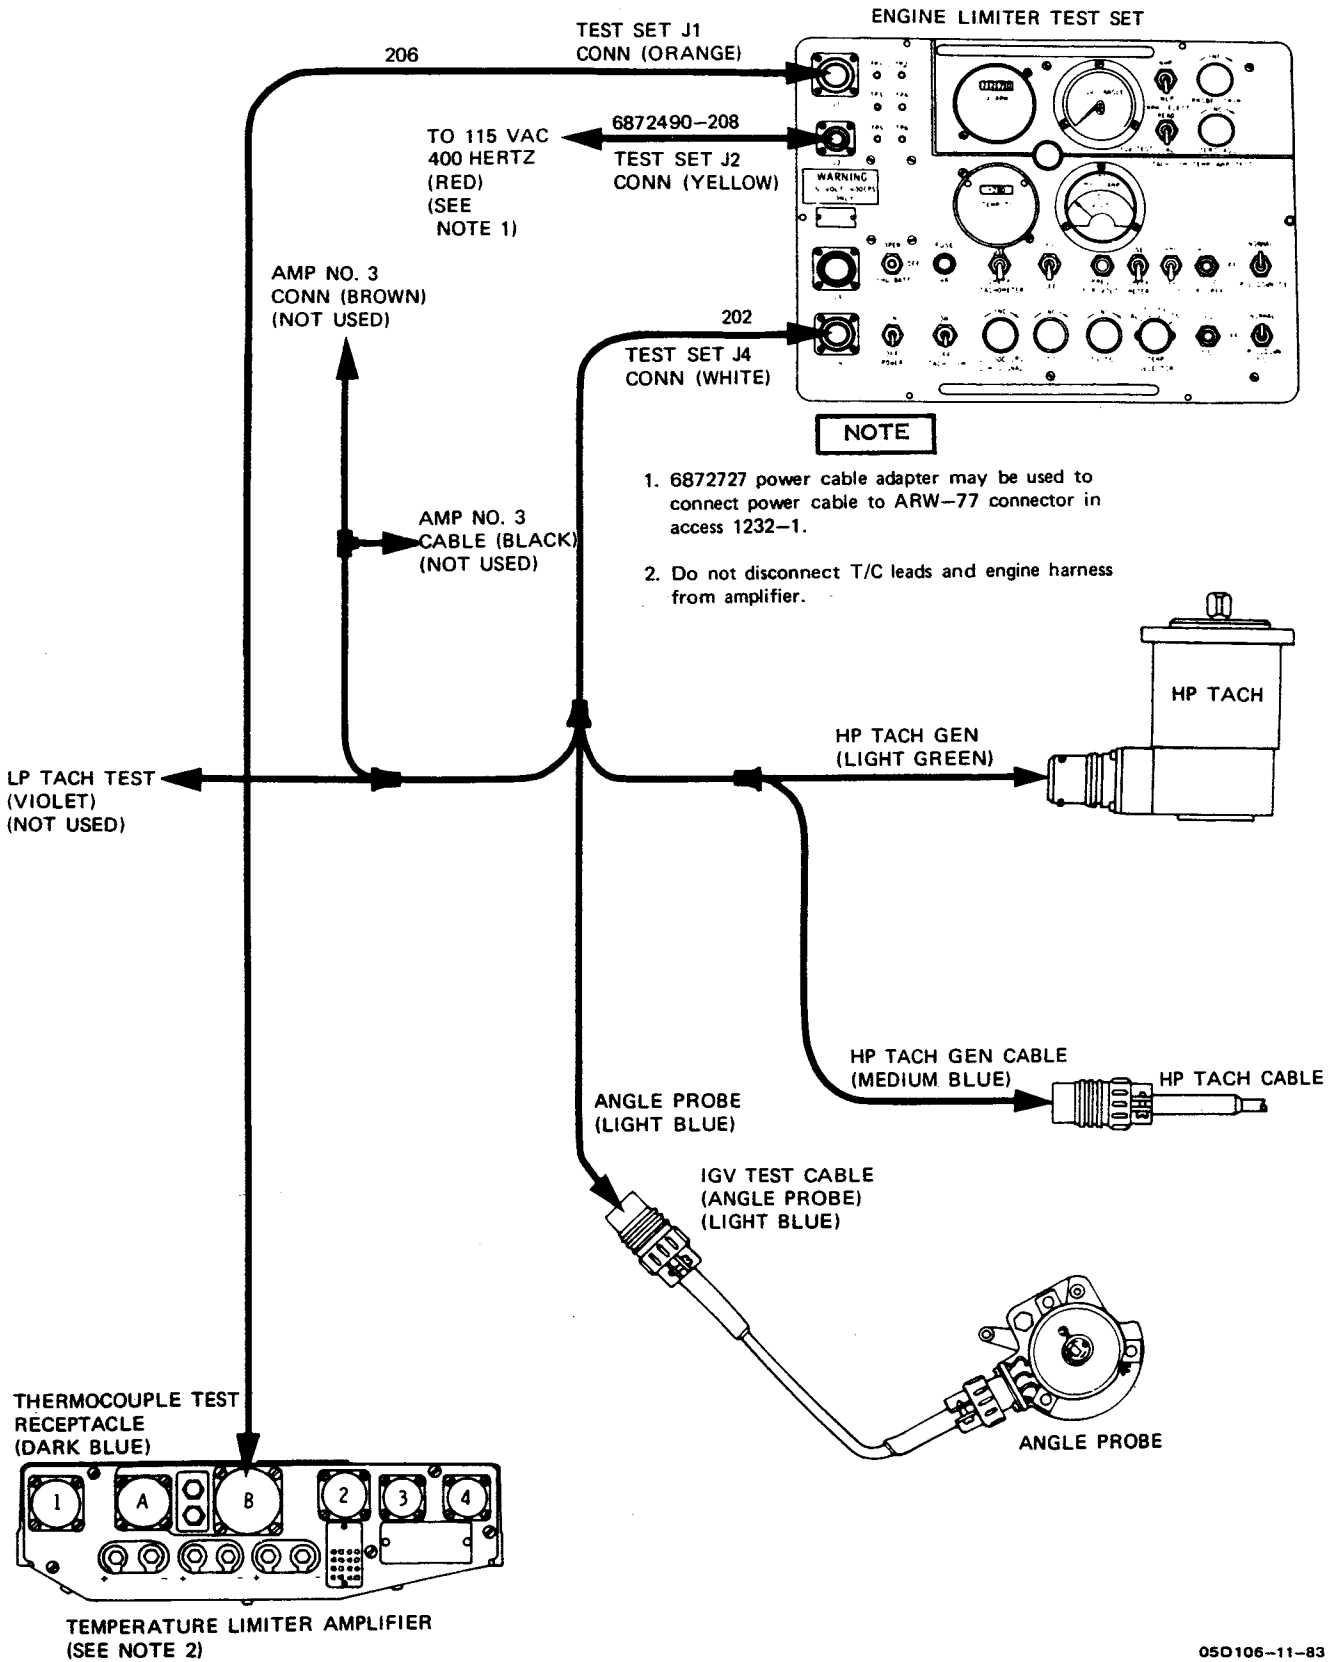 ENGINE LIMITER TEST SET
TEST SET J1
CONN (ORANGE)
206
TO 115 VAC
400 HERTZ
(RED)
(SEE
NOTE 1)
6872490-208
TEST SET J2
CONN (YELLOW)
WARNING
AMP NO. 3
CONN (BROWN)
(NOT USED)
202
TEST SET J4
CONN (WHITE)
FUSE
TACHOMETER
METER
POWER
NORMAL
NORMAL
NOTE
1. 6872727 power cable adapter may be used to
connect power cable to ARW-77 connector in
access 1232-1.
2. Do not disconnect T/C leads and engine harness
from amplifier.
AMP NO. 3
CABLE (BLACK)
(NOT USED)
HP TACH
HP TACH GEN
(LIGHT GREEN)
LP TACH TEST
(VIOLET)
(NOT USED)
HP TACH GEN CABLE
(MEDIUM BLUE)
HP TACH CABLE
ANGLE PROBE
(LIGHT BLUE)
IGV TEST CABLE
(ANGLE PROBE)
(LIGHT BLUE)
ANGLE PROBE
THERMOCOUPLE TEST
RECEPTACLE
(DARK BLUE)
1 A B 2 3 4
TEMPERATURE LIMITER AMPLIFIER
(SEE NOTE 2)
05D106-11-83